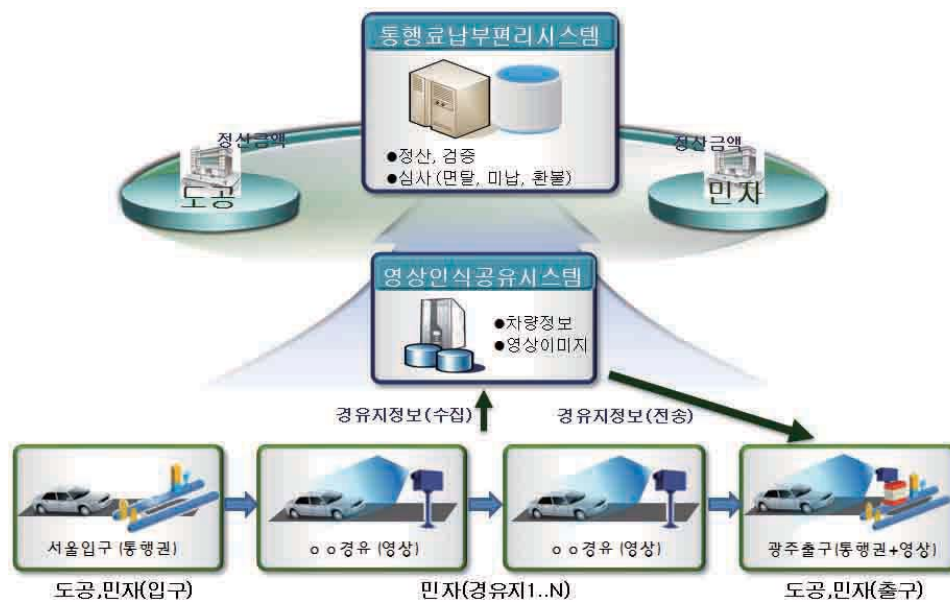 통행료납부편리시스템
●정산, 검증
●심사(면탈, 미납, 환불)
정산금액
도공
정산금액
민자
영상인식공유시스템
●차량정보
●영상이미지
경유지정보(수집)
경유지정보(전송)
서울입구(통행권)
ㅇㅇ경유(영상)
ㅇㅇ경유(영상)
광주출구(통행권+영상)
도공,민자(입구)
민자(경유지1..N)
도공,민자(출구)